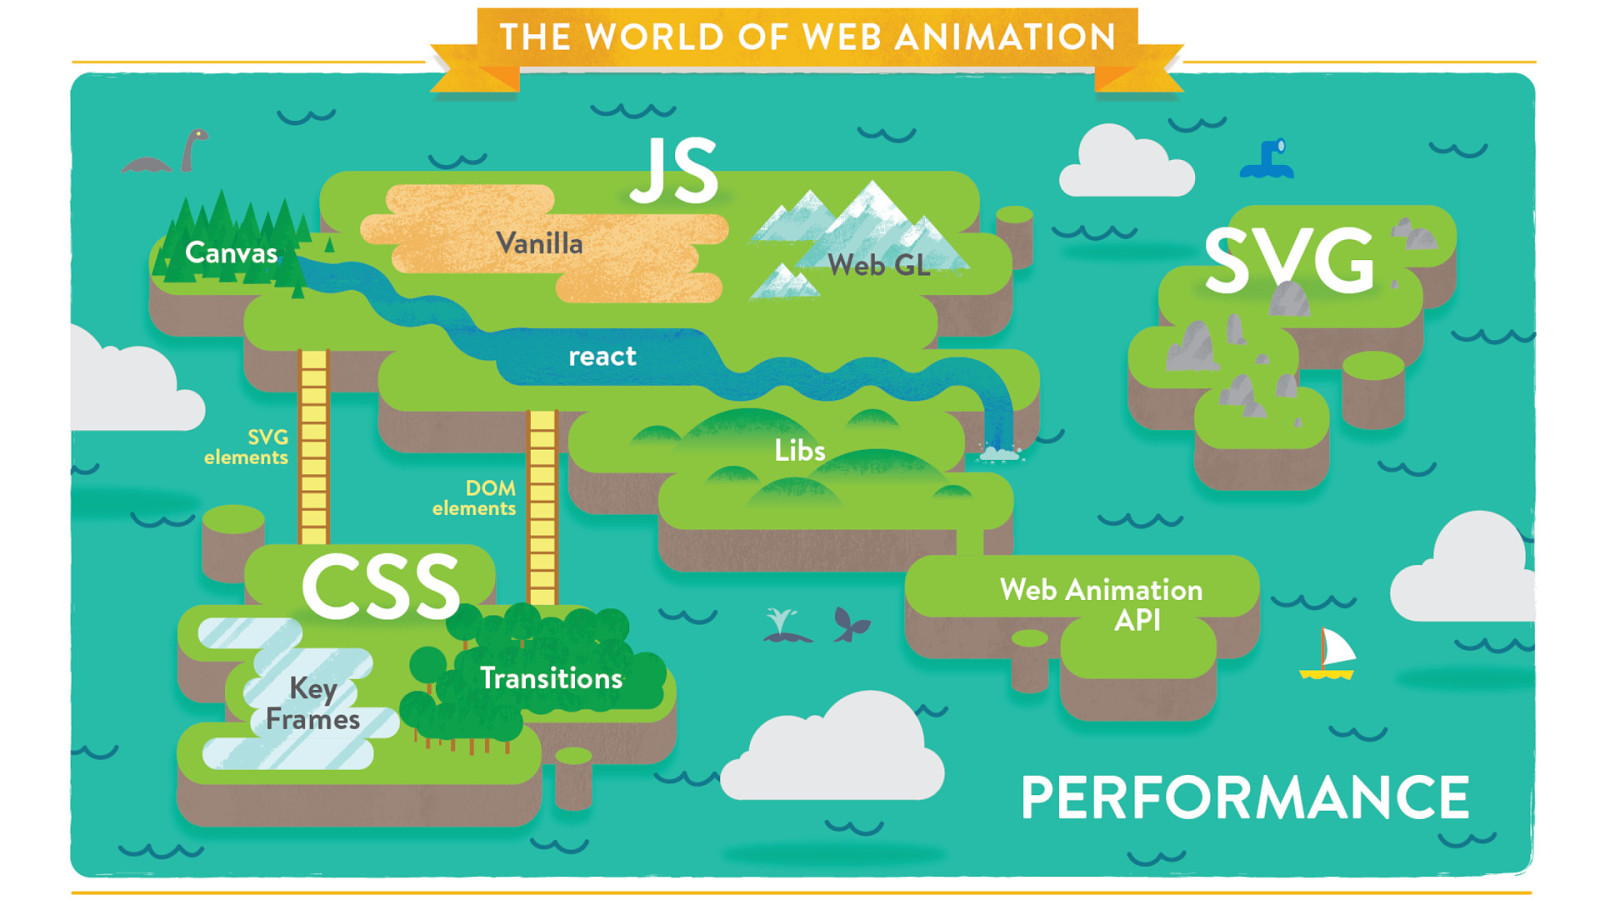 THE WORLD OF WEB ANIMATION
JS
Canvas
Vanilla
Web GL
SVG
react
SVG
elements
Libs
DOM
elements
CSS
Web Animation
API
Key
Frames
Transitions
PERFORMANCE